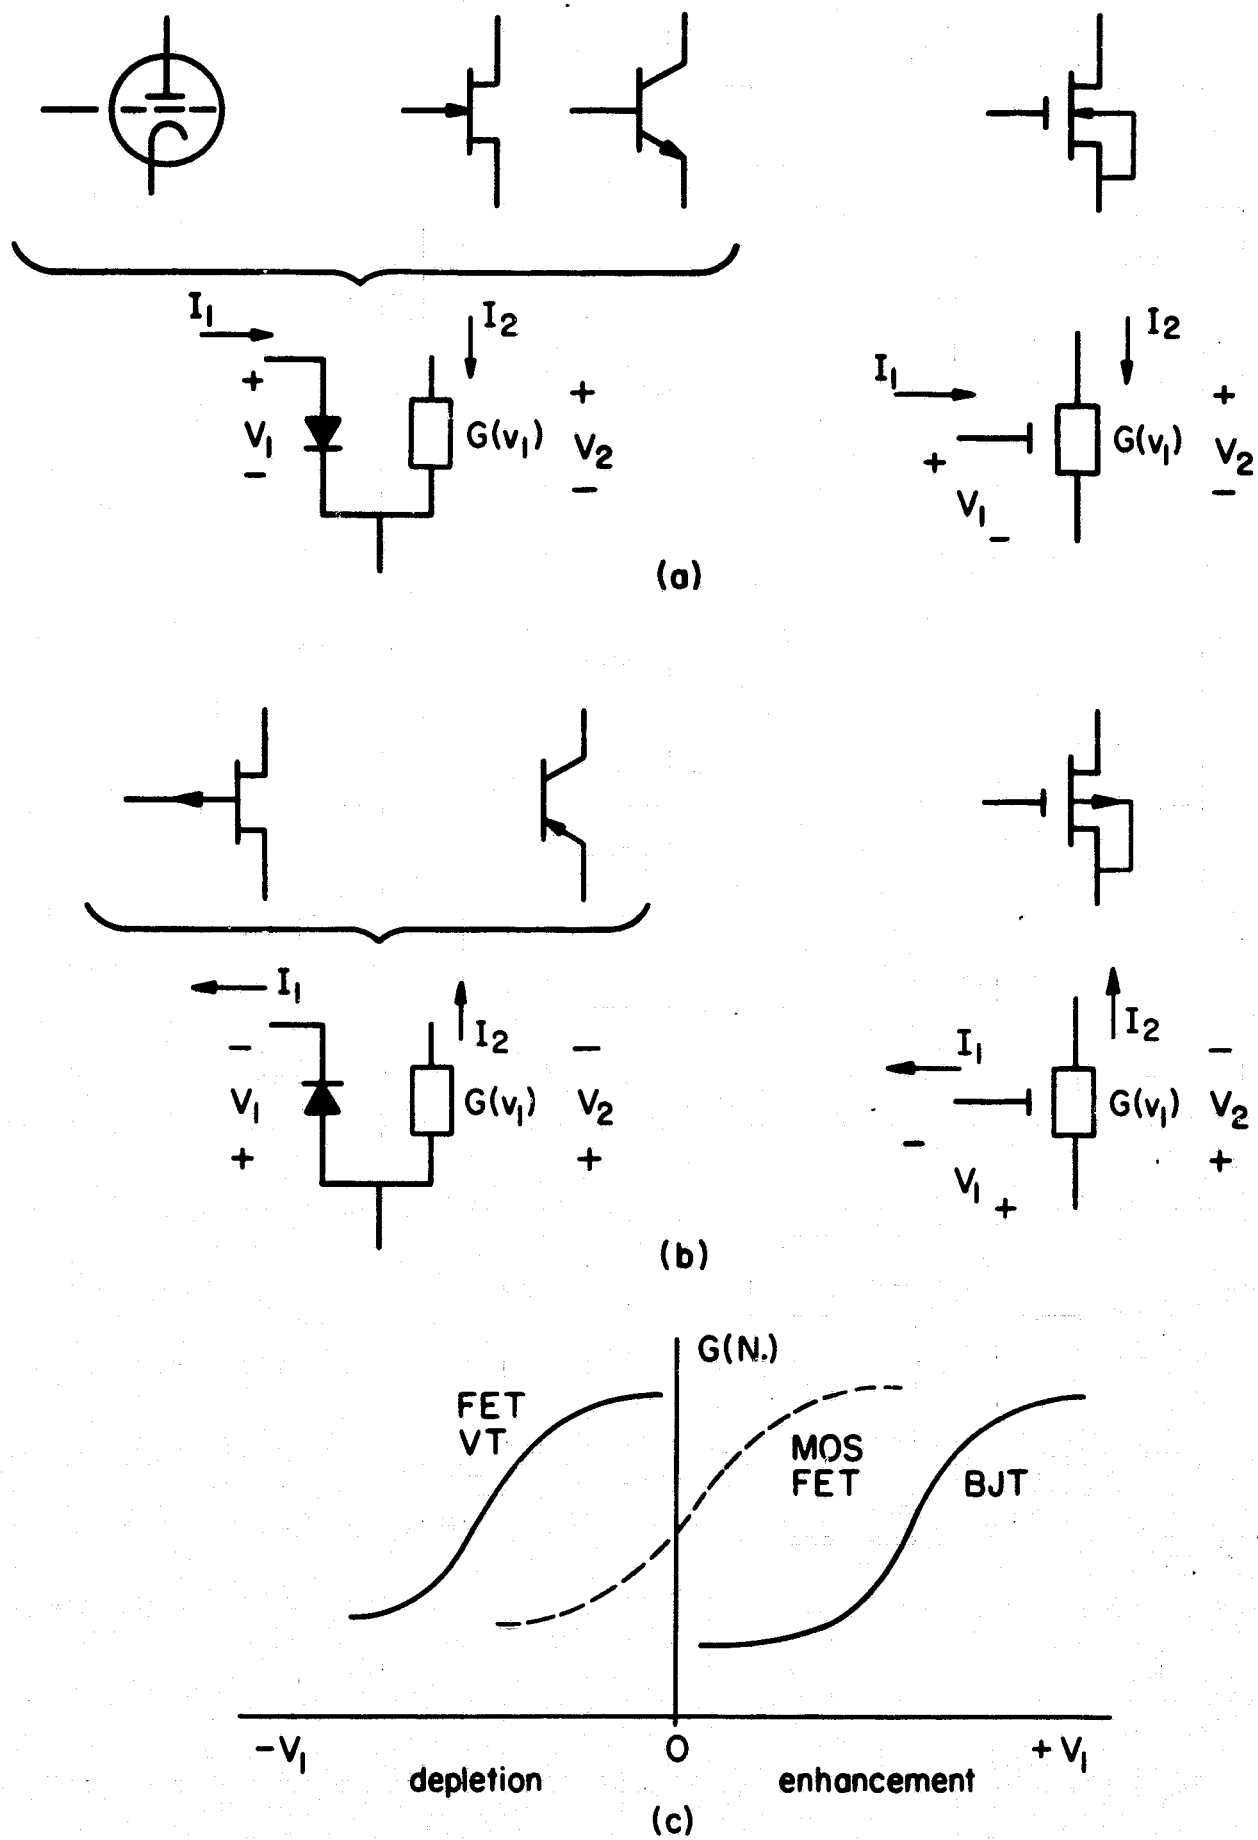 I₁
I₂
+
V₁
−
G(v₁)
+
V₂
−
I₁
I₂
+
V₁
−
G(v₁)
+
V₂
−
(a)
I₁
I₂
−
V₁
+
G(v₁)
−
V₂
+
I₁
I₂
−
V₁
+
G(v₁)
−
V₂
+
(b)
G(N.)
FET
VT
MOS
FET
BJT
−V₁
O
+V₁
depletion
enhancement
(c)